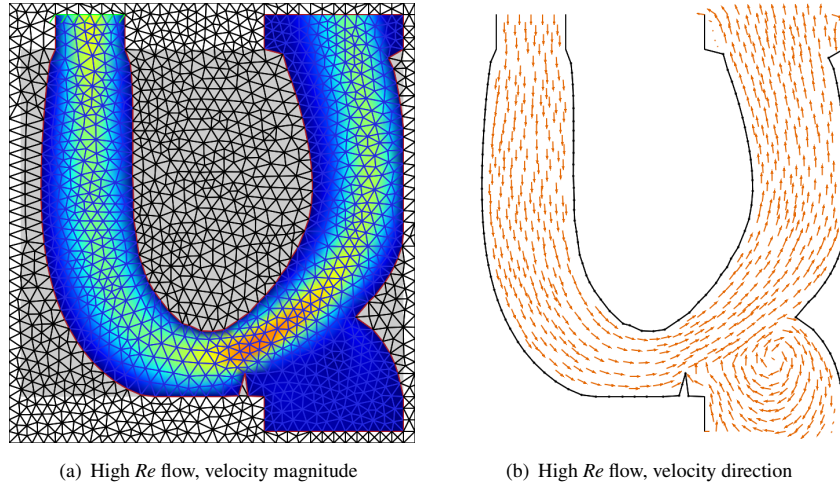 (a) High Re flow, velocity magnitude
(b) High Re flow, velocity direction